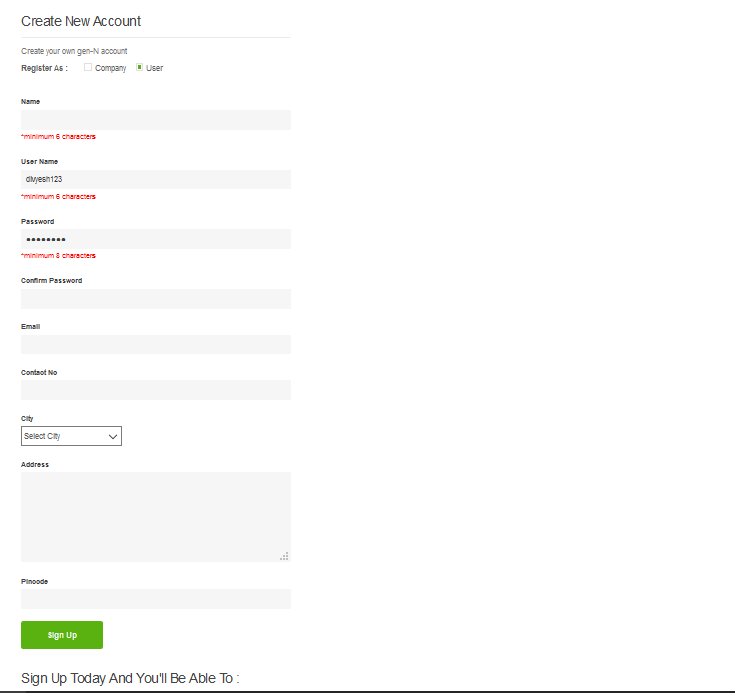 Create New Account
Create your own gen-N account
Register As : Company User
Name
*minimum 6 characters
User Name
divyesh123
*minimum 6 characters
Password
••••••••
*minimum 8 characters
Confirm Password
Email
Contact No
City
Select City
Address
Pincode
Sign Up
Sign Up Today And You'll Be Able To :